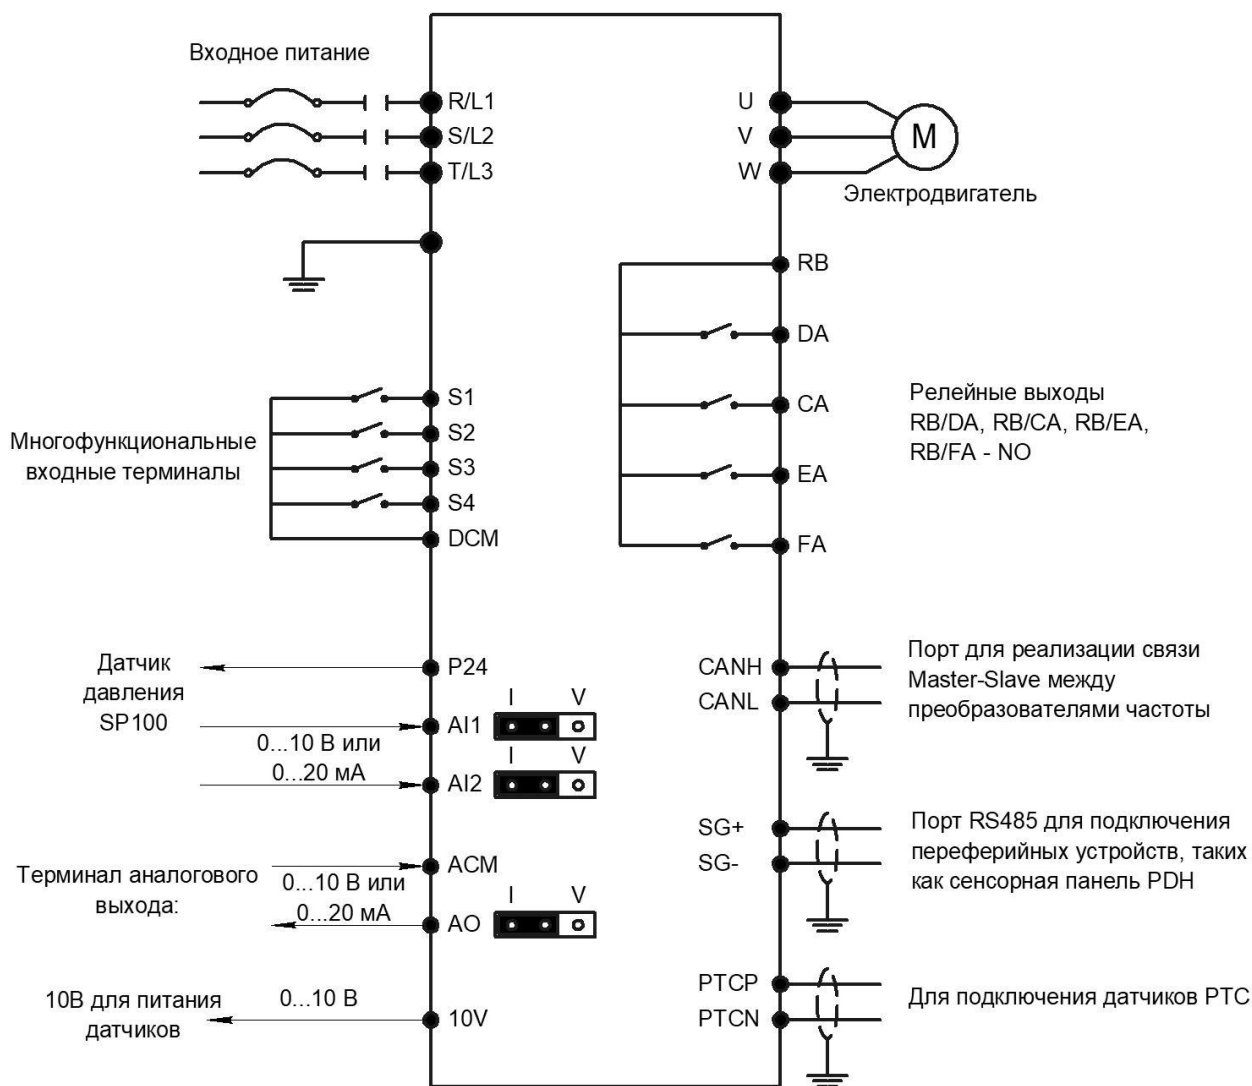 Входное питание
R/L1
S/L2
T/L3
U
V
W
M
Электродвигатель
RB
DA
CA
EA
FA
Релейные выходы
RB/DA, RB/CA, RB/EA,
RB/FA - NO
Многофункциональные
входные терминалы
S1
S2
S3
S4
DCM
Датчик
давления
SP100
P24
I V
AI1
0...10 В или
I V
0...20 мА
AI2
Терминал аналогового
выхода:
ACM
0...10 В или
I V
0...20 мА
AO
10В для питания
датчиков
0...10 В
10V
CANH
CANL
Порт для реализации связи
Master-Slave между
преобразователями частоты
SG+
SG-
Порт RS485 для подключения
переферийных устройств, таких
как сенсорная панель PDH
PTCP
PTCN
Для подключения датчиков PTC